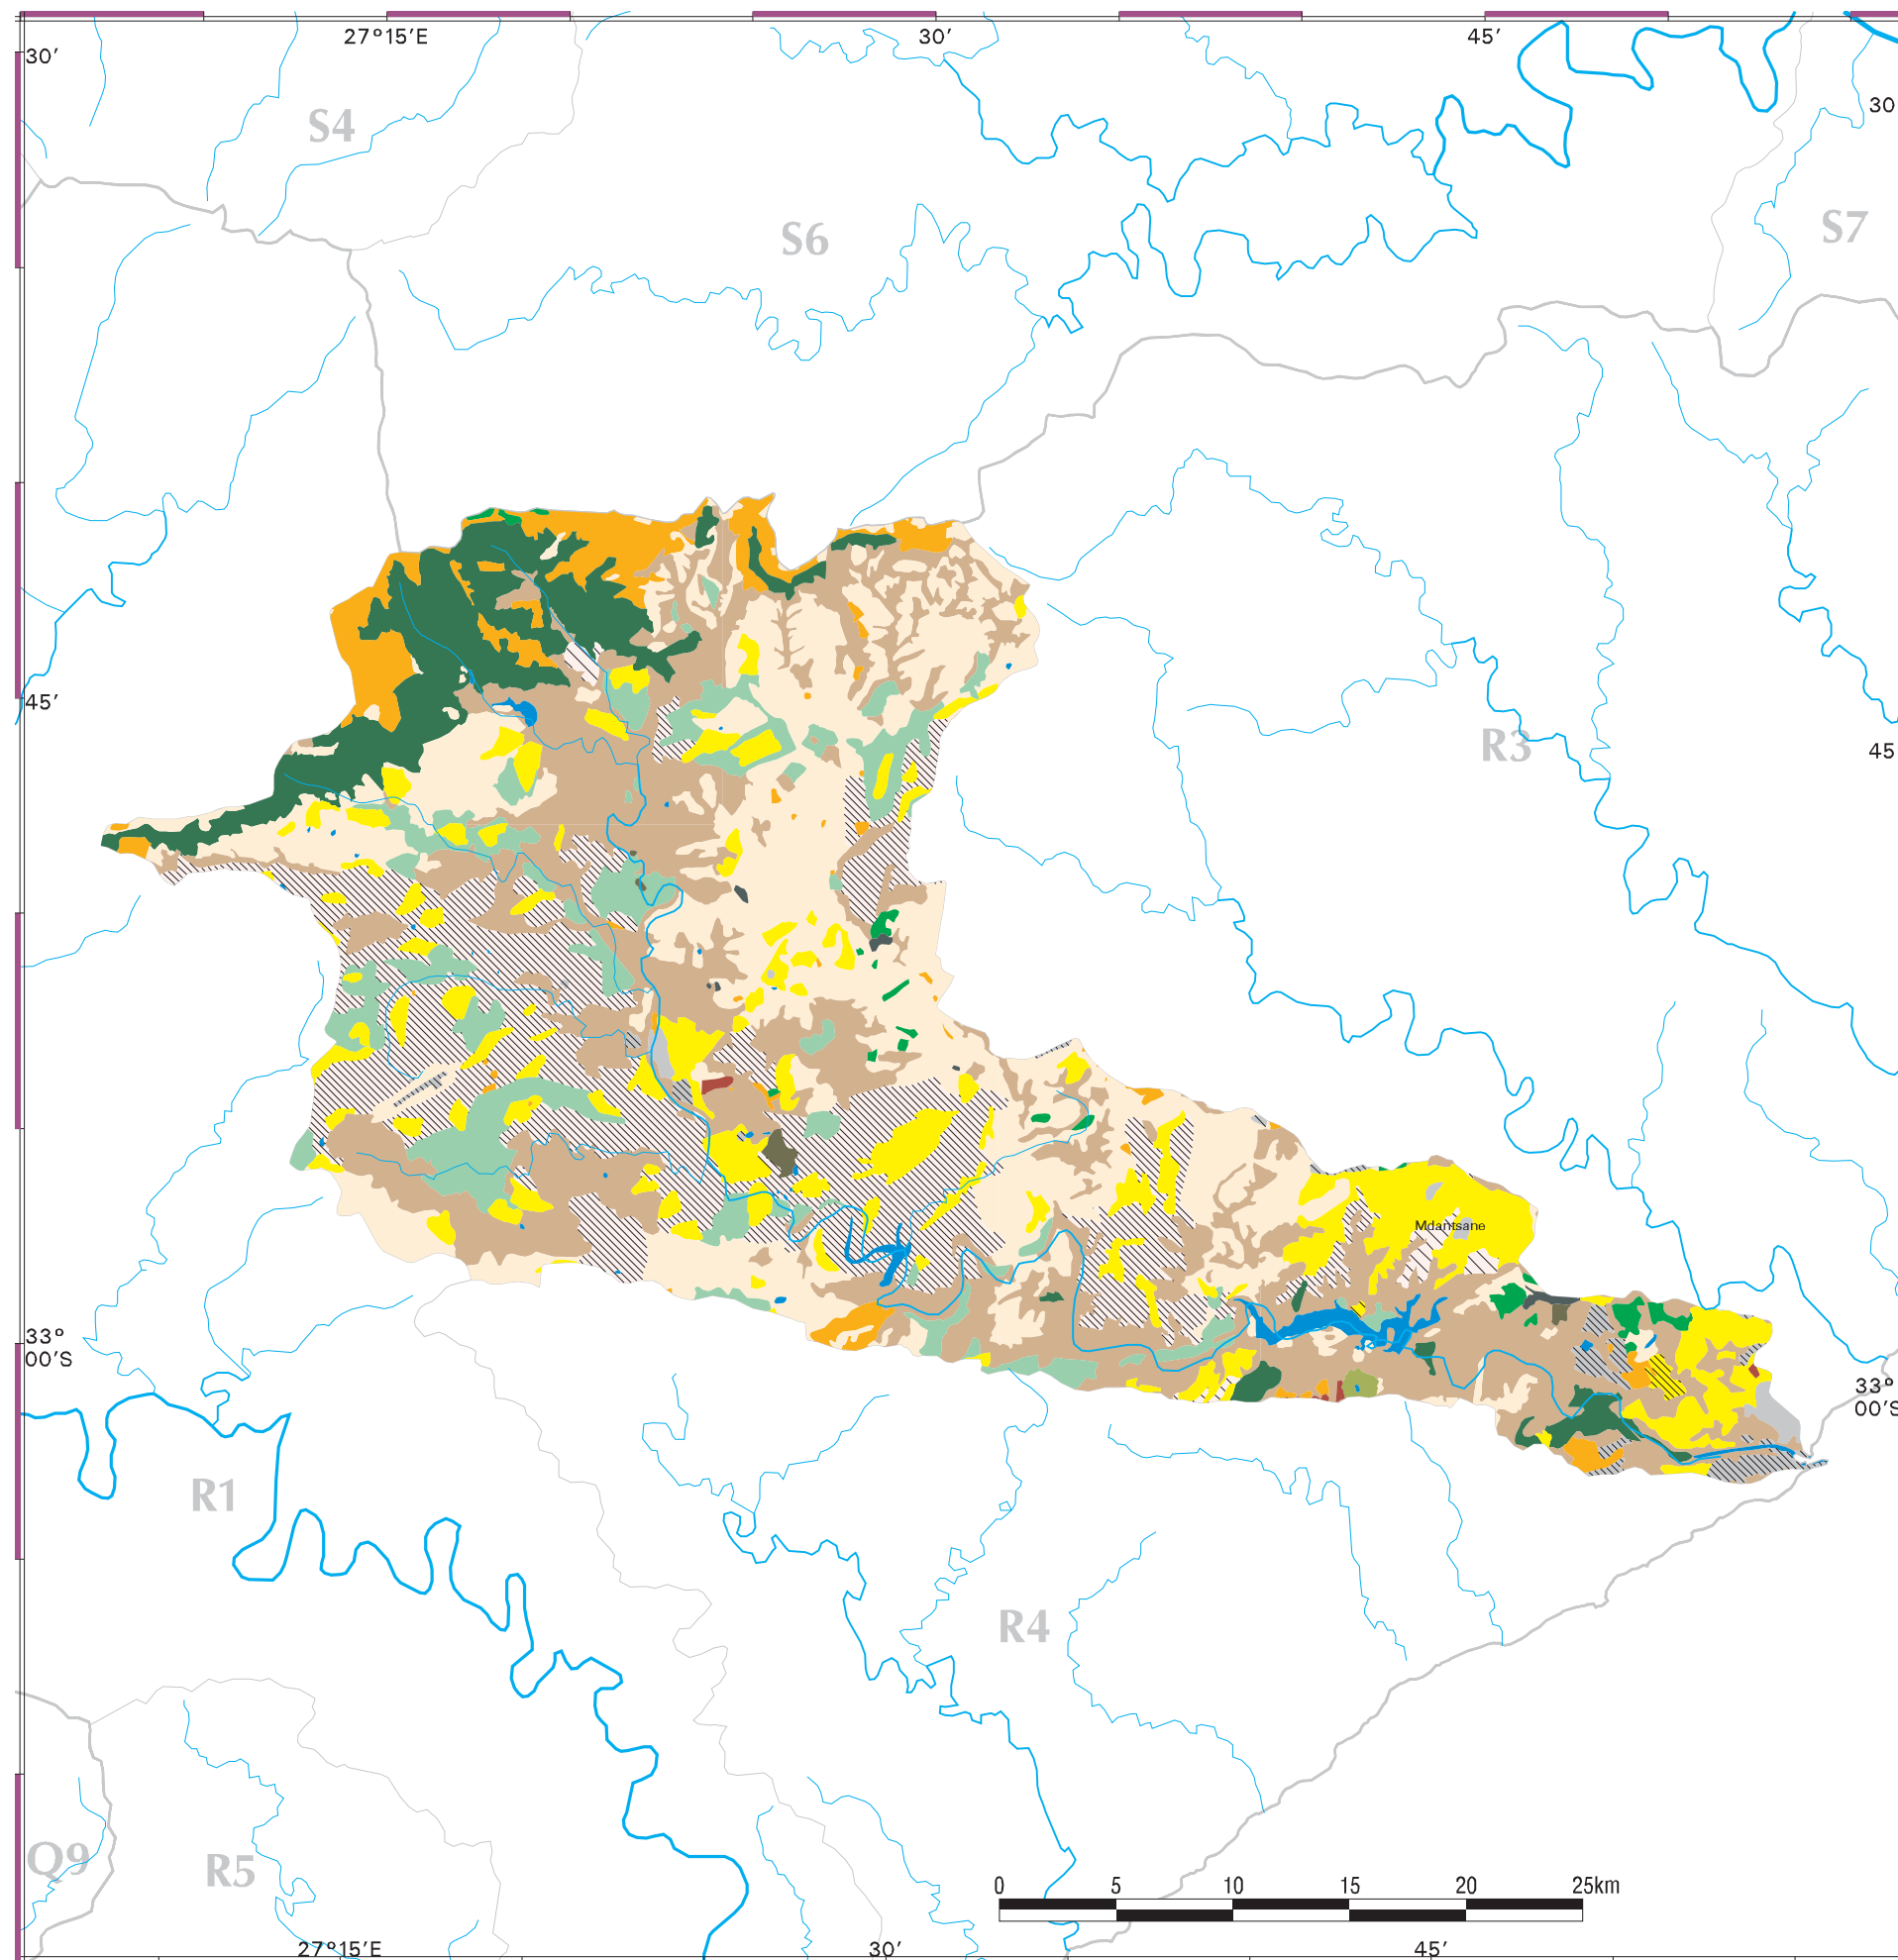 27°15′E 30′ 45′
30′
30
S4
S6
S7
45′
R3
45
Mdantsane
33°
00′S
33°
00′S
R1
R4
Q9
R5
0 5 10 15 20 25km
27°15′E 30′ 45′